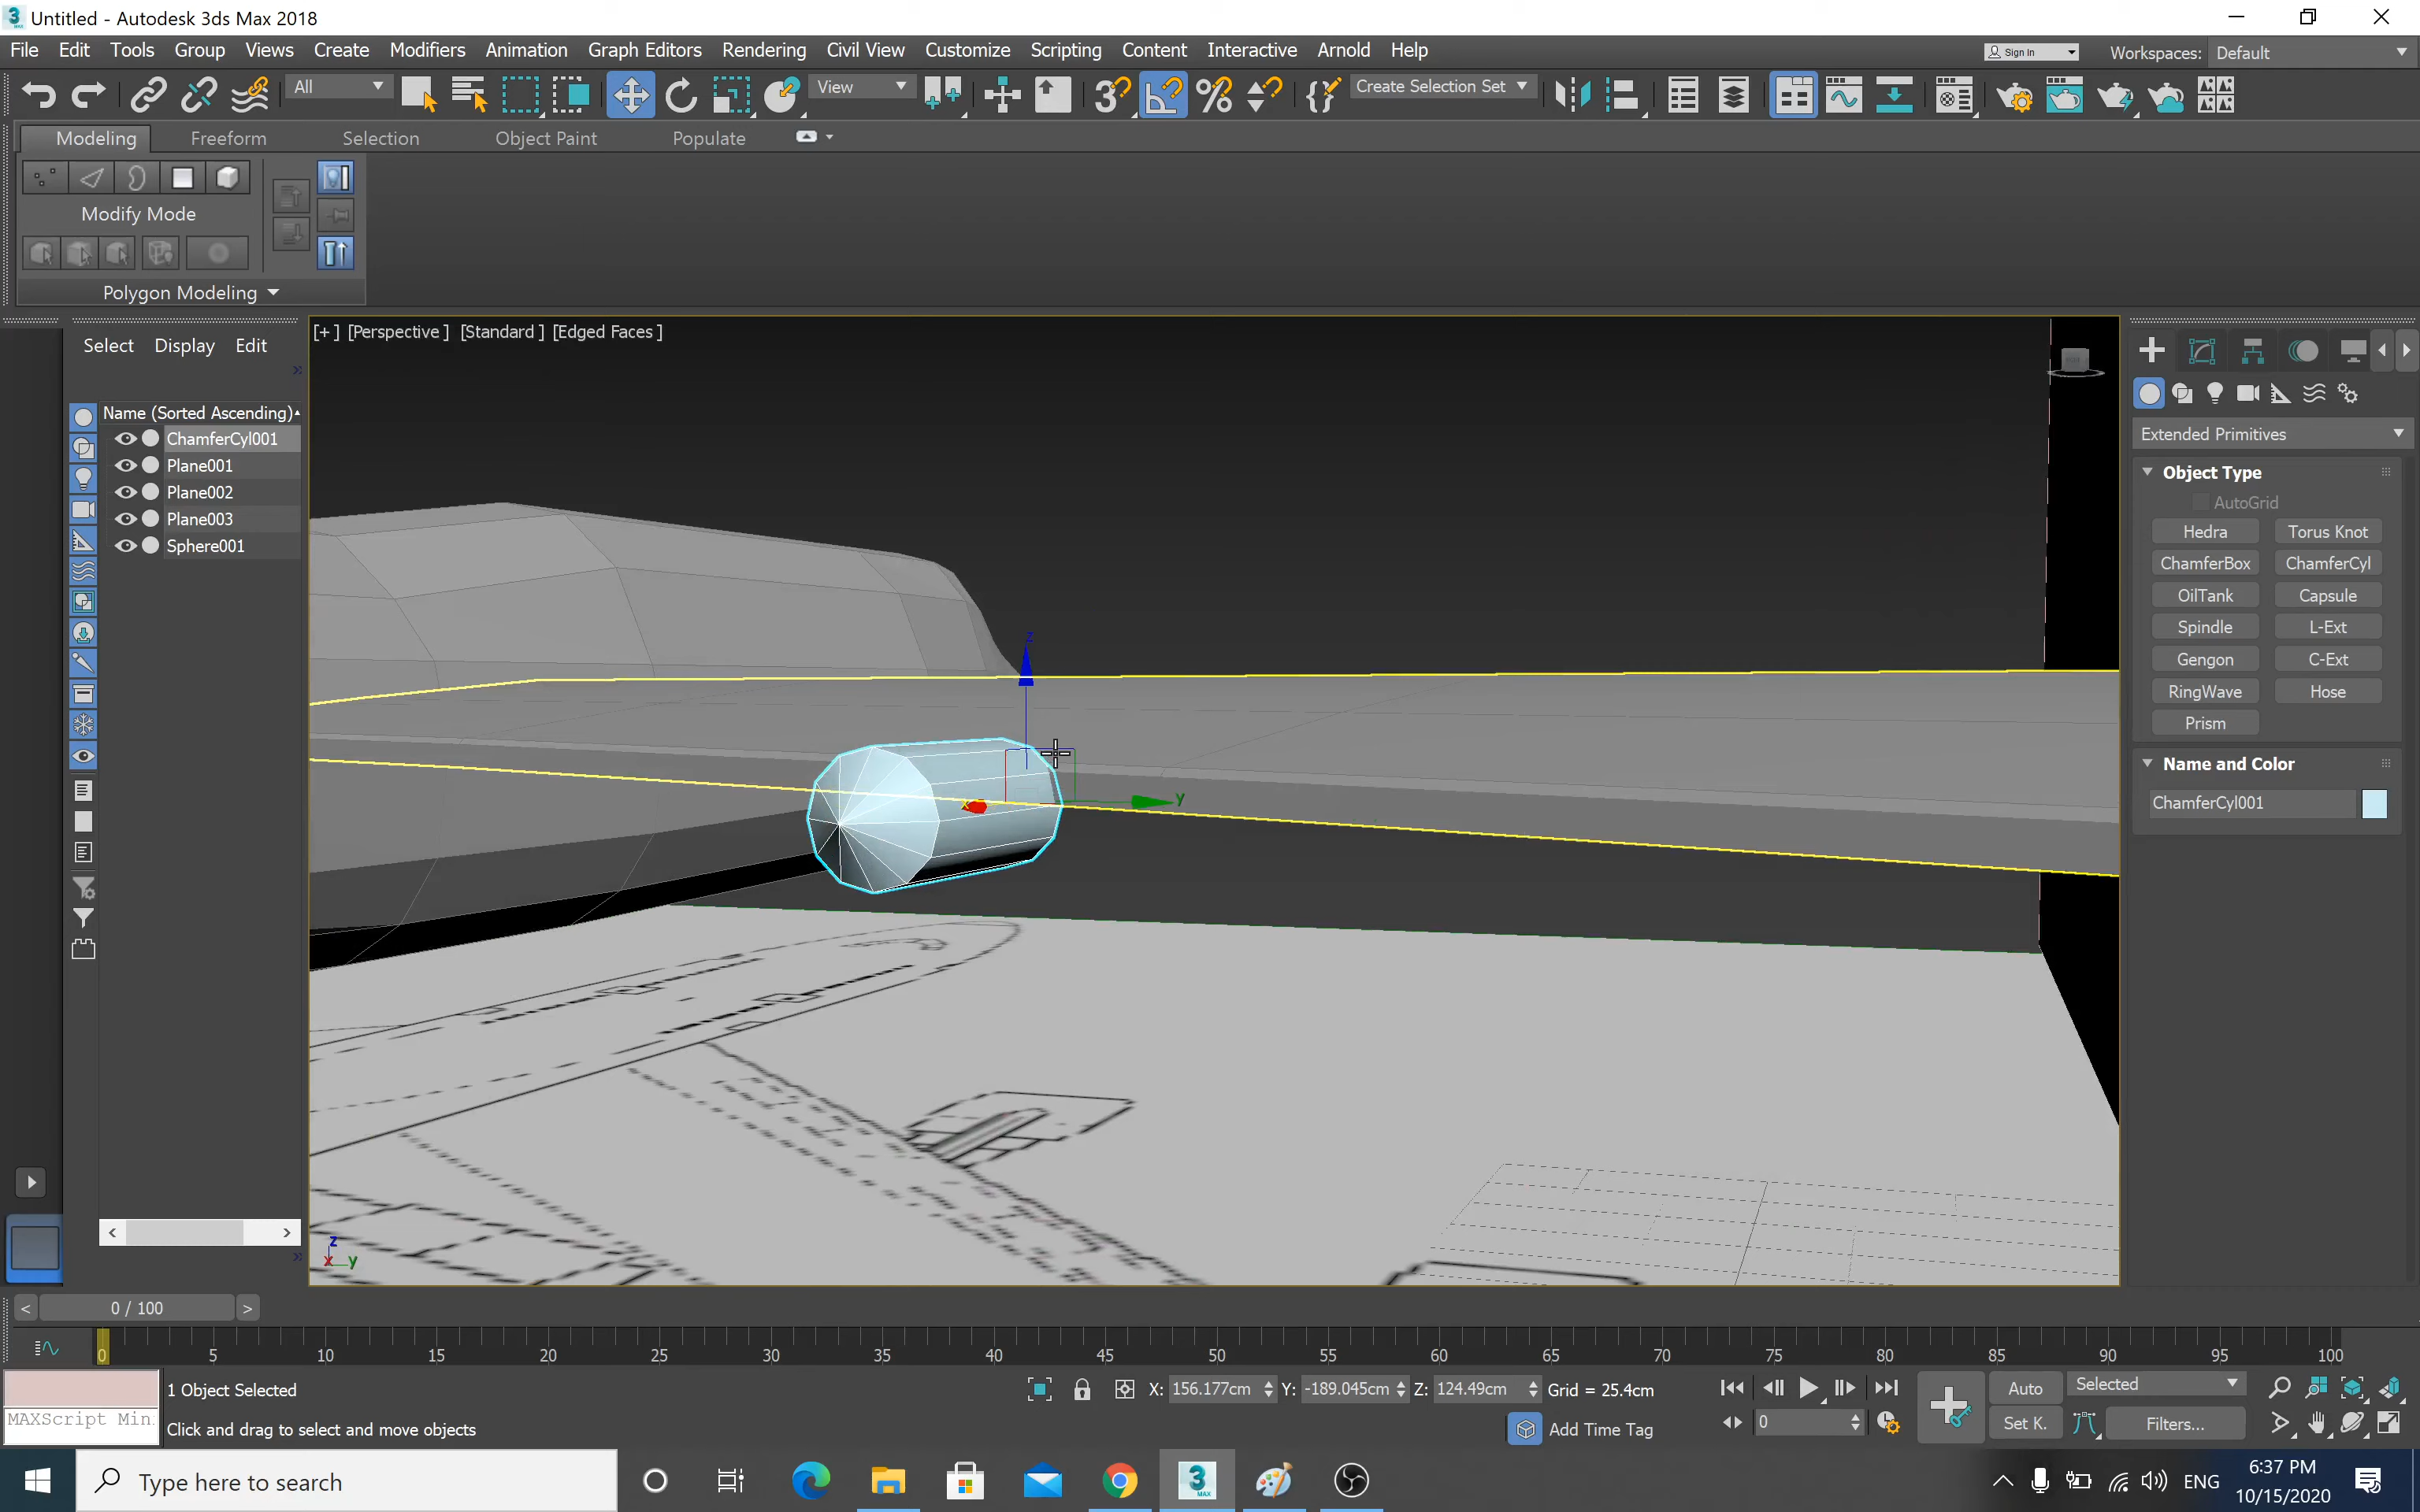 Untitled - Autodesk 3ds Max 2018
File Edit Tools Group Views Create Modifiers Animation Graph Editors Rendering Civil View Customize Scripting Content Interactive Arnold Help
Sign In
Workspaces: Default
All
View
Create Selection Set
Modeling Freeform Selection Object Paint Populate
Modify Mode
Polygon Modeling
Select Display Edit
Name (Sorted Ascending)
ChamferCyl001
Plane001
Plane002
Plane003
Sphere001
[+] [Perspective] [Standard] [Edged Faces]
z
x
y
z
x
y
Extended Primitives
Object Type
AutoGrid
Hedra Torus Knot
ChamferBox ChamferCyl
OilTank Capsule
Spindle L-Ext
Gengon C-Ext
RingWave Hose
Prism
Name and Color
ChamferCyl001
< 0 / 100 >
0 5 10 15 20 25 30 35 40 45 50 55 60 65 70 75 80 85 90 95 100
1 Object Selected
MAXScript Min
Click and drag to select and move objects
X: 156.177cm Y: -189.045cm Z: 124.49cm Grid = 25.4cm
Add Time Tag
0
Auto Selected
Set K. Filters...
Type here to search
3
MAX
ENG
6:37 PM
10/15/2020